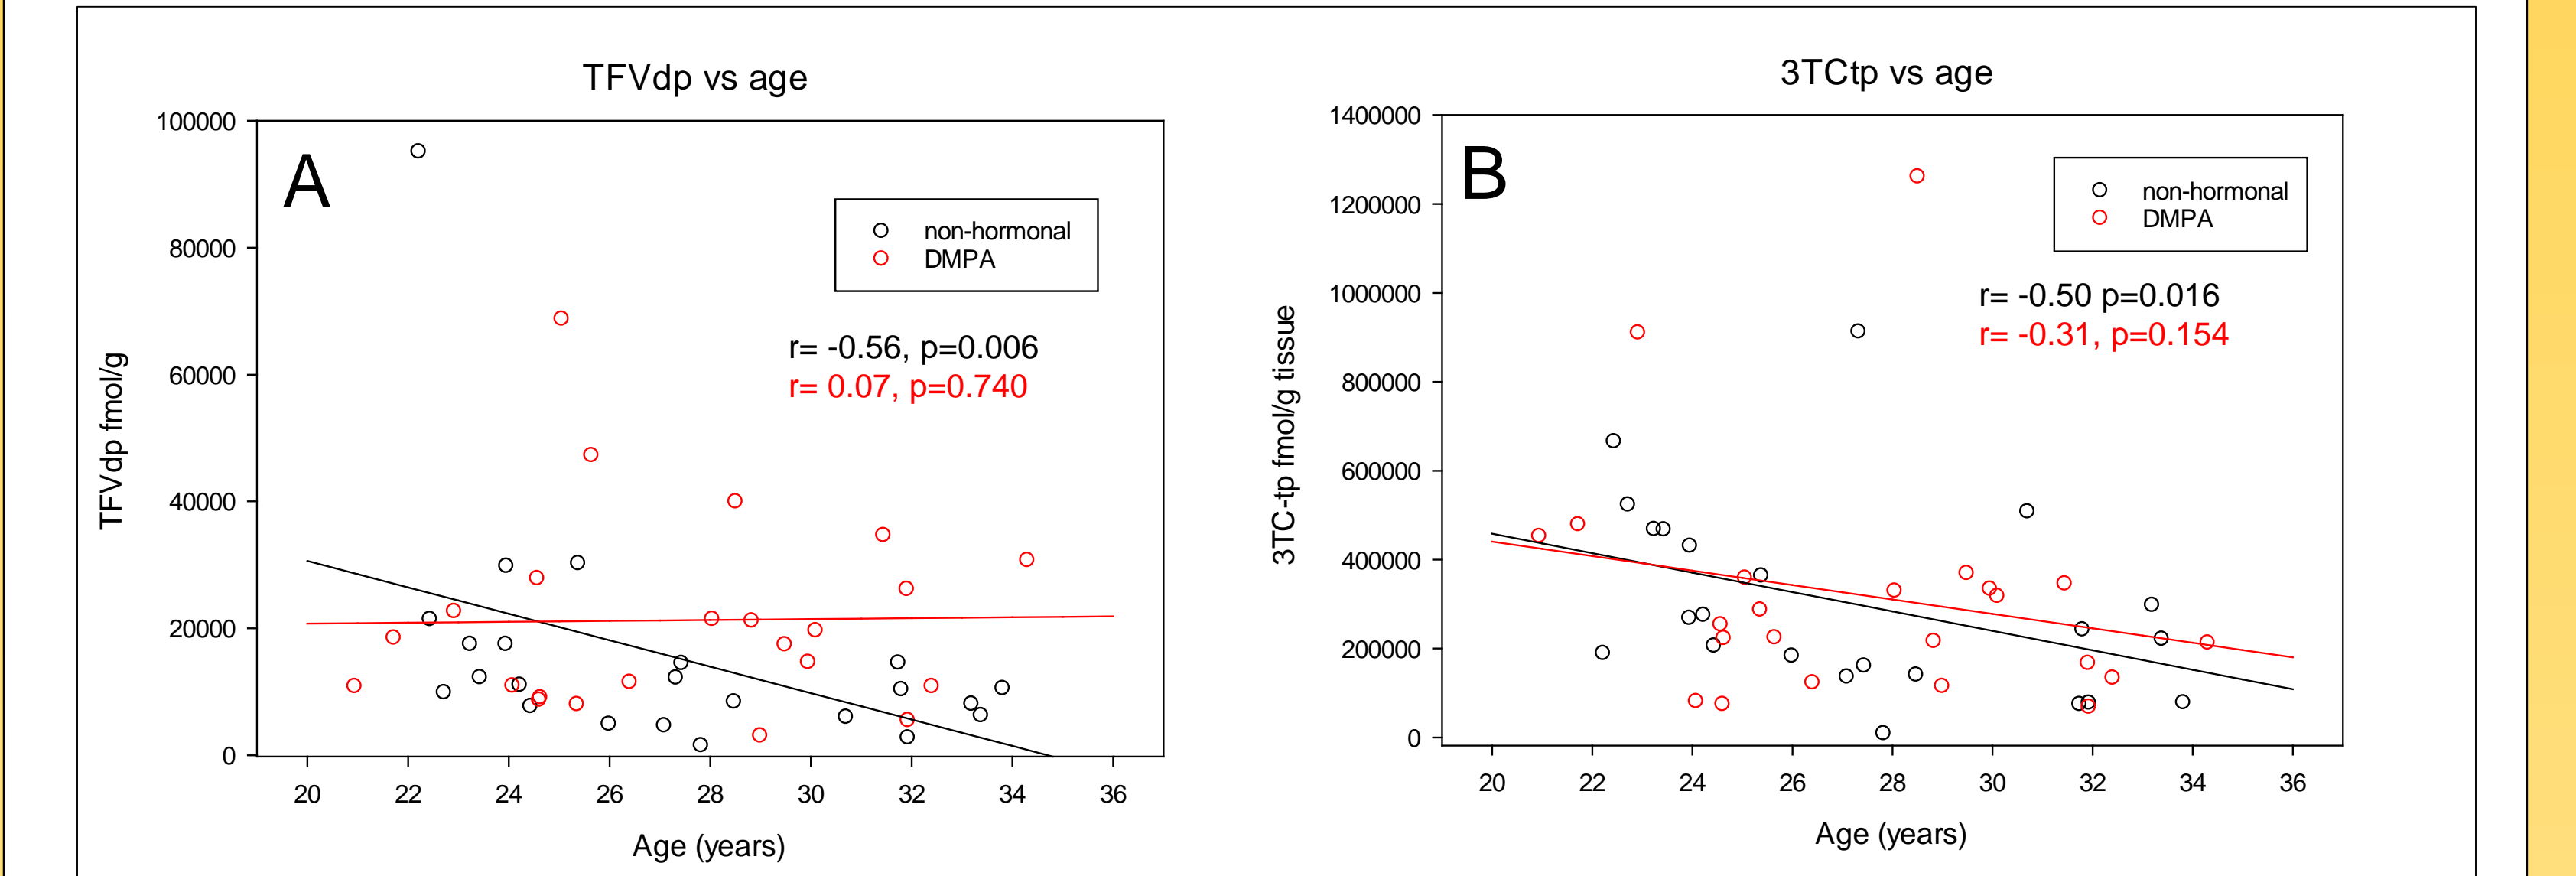 TFVdp vs age
100000
80000
60000
40000
20000
0
TFVdp fmol/g
A
non-hormonal
DMPA
r= -0.56, p=0.006
r= 0.07, p=0.740
20 22 24 26 28 30 32 34 36
Age (years)
3TCtp vs age
1400000
1200000
1000000
800000
600000
400000
200000
0
3TC-tp fmol/g tissue
B
non-hormonal
DMPA
r= -0.50 p=0.016
r= -0.31, p=0.154
20 22 24 26 28 30 32 34 36
Age (years)